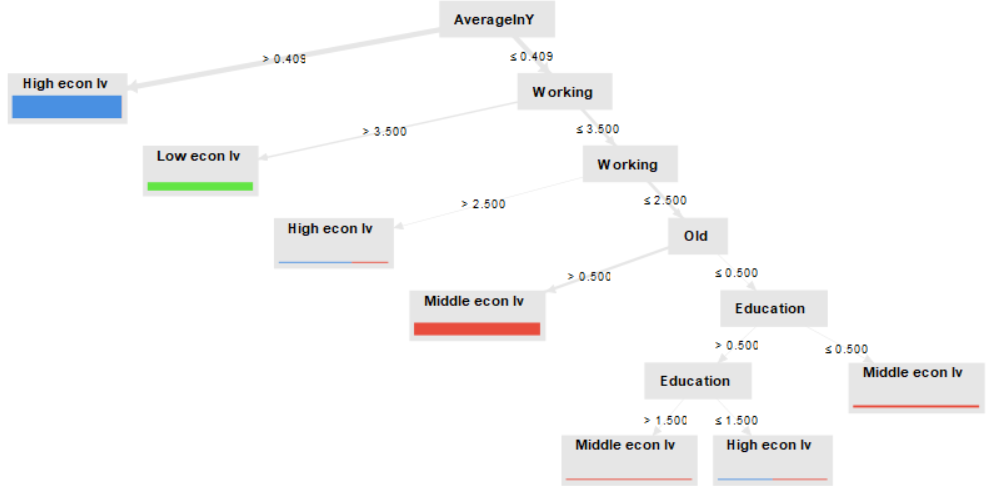 AverageInY
> 0.409
≤ 0.409
High econ lv
Working
> 3.500
≤ 3.500
Low econ lv
Working
> 2.500
≤ 2.500
High econ lv
Old
> 0.500
≤ 0.500
Middle econ lv
Education
> 0.500
≤ 0.500
Education
Middle econ lv
> 1.500
≤ 1.500
Middle econ lv
High econ lv